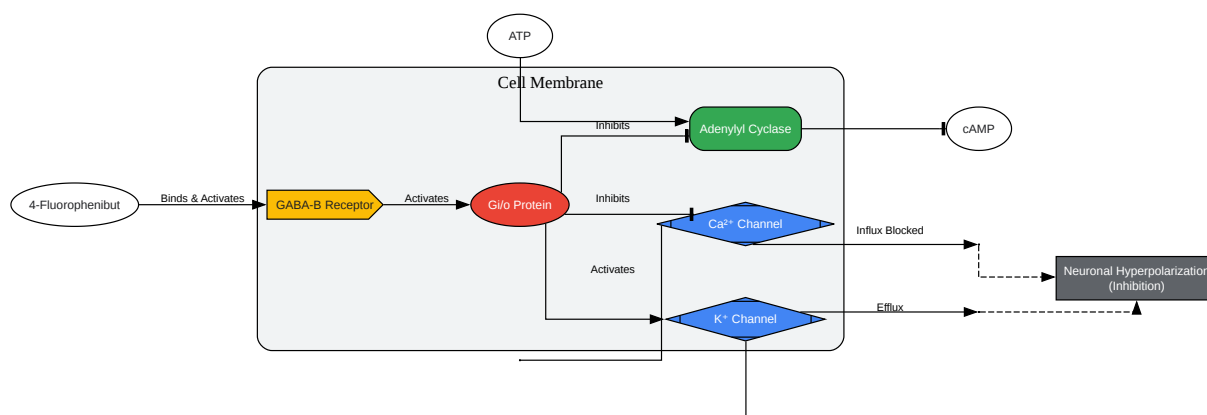 ATP
Cell Membrane
Inhibits
Adenylyl Cyclase
cAMP
4-Fluorophenibut
Binds & Activates
GABA-B Receptor
Activates
Gi/o Protein
Inhibits
Ca²⁺ Channel
Influx Blocked
Activates
Neuronal Hyperpolarization
(Inhibition)
K⁺ Channel
Efflux